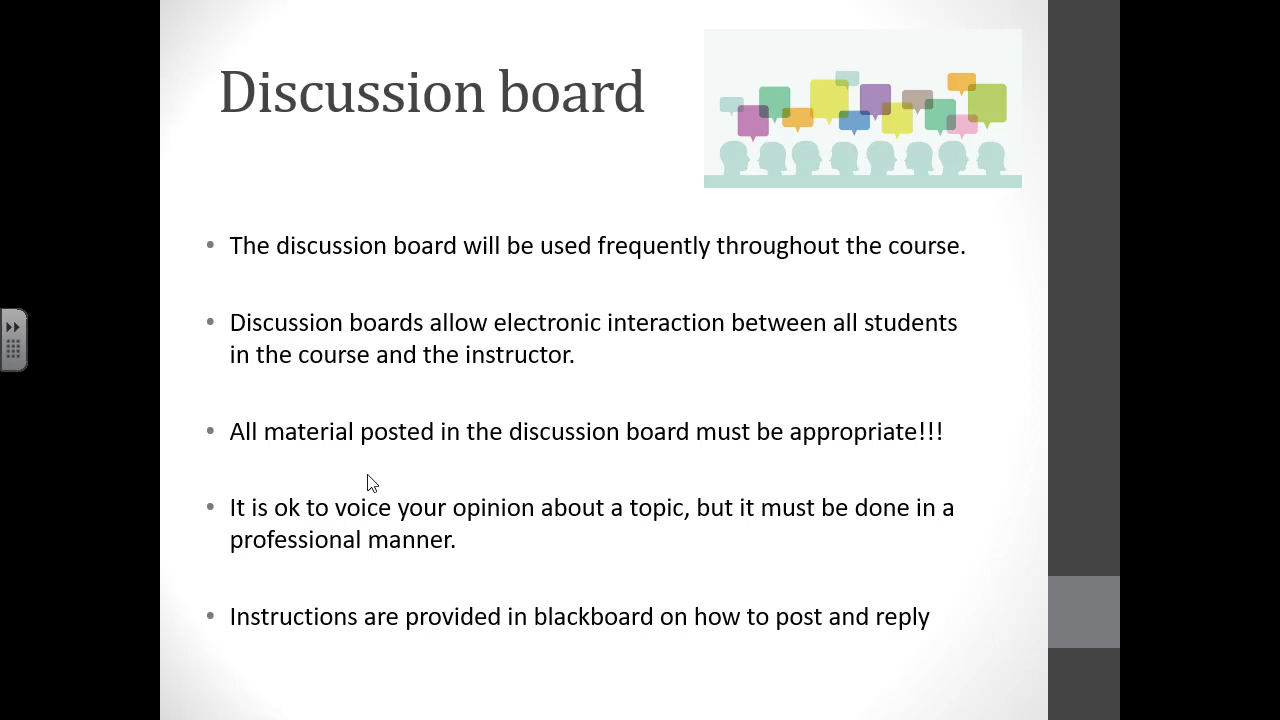 Discussion board
• The discussion board will be used frequently throughout the course.
• Discussion boards allow electronic interaction between all students
in the course and the instructor.
• All material posted in the discussion board must be appropriate!!!
• It is ok to voice your opinion about a topic, but it must be done in a
professional manner.
• Instructions are provided in blackboard on how to post and reply